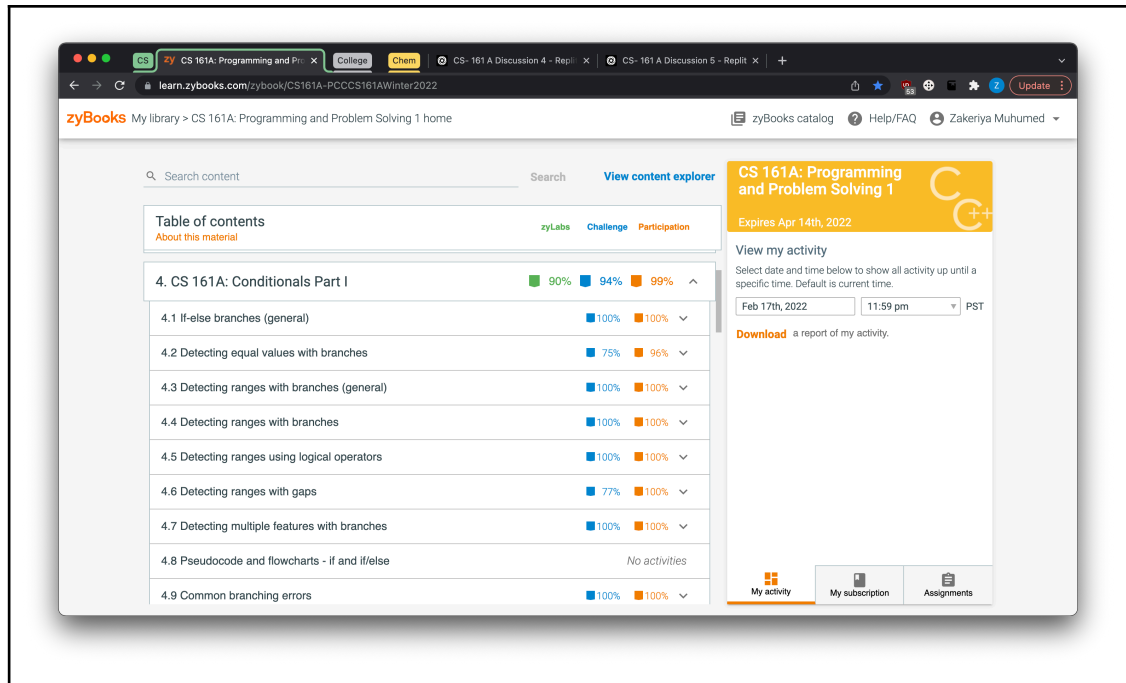 CS
zy CS 161A: Programming and Pro
College
Chem
CS- 161 A Discussion 4 - Repli
CS- 161 A Discussion 5 - Replit
learn.zybooks.com/zybook/CS161A-PCCCS161AWinter2022
63
Z
Update
zyBooks My library > CS 161A: Programming and Problem Solving 1 home
zyBooks catalog
Help/FAQ
Zakeriya Muhumed
Search content
Search
View content explorer
Table of contents
About this material
zyLabs Challenge Participation
4. CS 161A: Conditionals Part I 90% 94% 99%
4.1 If-else branches (general) 100% 100%
4.2 Detecting equal values with branches 75% 96%
4.3 Detecting ranges with branches (general) 100% 100%
4.4 Detecting ranges with branches 100% 100%
4.5 Detecting ranges using logical operators 100% 100%
4.6 Detecting ranges with gaps 77% 100%
4.7 Detecting multiple features with branches 100% 100%
4.8 Pseudocode and flowcharts - if and if/else No activities
4.9 Common branching errors 100% 100%
CS 161A: Programming
and Problem Solving 1
C
C++
Expires Apr 14th, 2022
View my activity
Select date and time below to show all activity up until a
specific time. Default is current time.
Feb 17th, 2022 11:59 pm PST
Download a report of my activity.
My activity
My subscription
Assignments